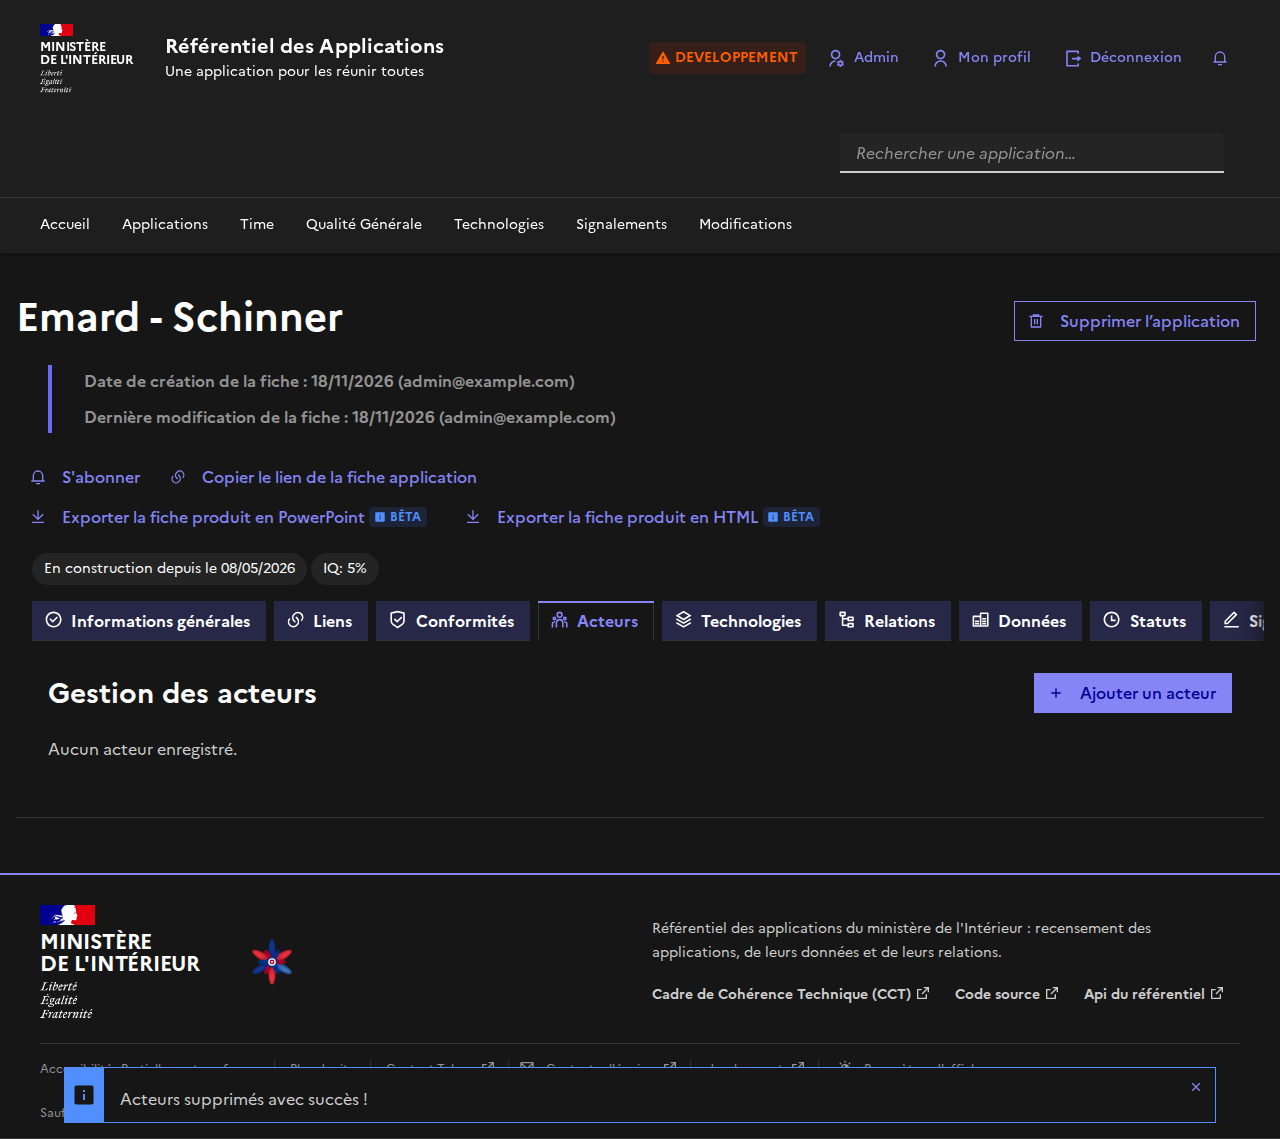 MINISTÈRE
DE L'INTÉRIEUR
Liberté
Égalité
Fraternité
Référentiel des Applications
Une application pour les réunir toutes
DEVELOPPEMENT
Admin
Mon profil
Déconnexion
Rechercher une application…
Accueil
Applications
Time
Qualité Générale
Technologies
Signalements
Modifications
Emard - Schinner
Supprimer l’application
Date de création de la fiche : 18/11/2026 (admin@example.com)
Dernière modification de la fiche : 18/11/2026 (admin@example.com)
S'abonner
Copier le lien de la fiche application
Exporter la fiche produit en PowerPoint BÊTA
Exporter la fiche produit en HTML BÊTA
En construction depuis le 08/05/2026
IQ: 5%
Informations générales
Liens
Conformités
Acteurs
Technologies
Relations
Données
Statuts
Gestion des acteurs
Ajouter un acteur
Aucun acteur enregistré.
MINISTÈRE
DE L'INTÉRIEUR
Liberté
Égalité
Fraternité
Référentiel des applications du ministère de l'Intérieur : recensement des
applications, de leurs données et de leurs relations.
Cadre de Cohérence Technique (CCT)
Code source
Api du référentiel
Acteurs supprimés avec succès !